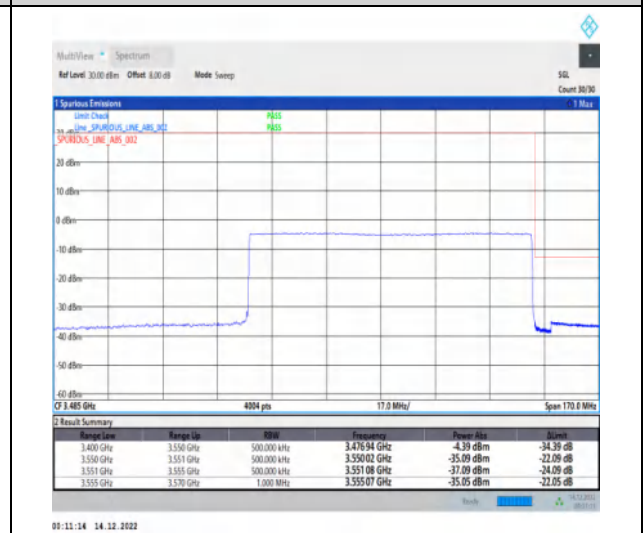 MultiView Spectrum
Ref Level 30.00 dBm Offset 8.00 dB Mode Sweep SGL
Count 30/30
1 Spurious Emissions 1 Max
Limit Check PASS
Line _SPURIOUS_LINE_ABS_002 PASS
_SPURIOUS_LINE_ABS_002
20 dBm
10 dBm
0 dBm
-10 dBm
-20 dBm
-30 dBm
-40 dBm
-50 dBm
-60 dBm
CF 3.485 GHz 4004 pts 17.0 MHz/ Span 170.0 MHz
2 Result Summary
Range Low Range Up RBW Frequency Power Abs ΔLimit
3.400 GHz 3.550 GHz 500.000 kHz 3.47694 GHz -4.39 dBm -34.39 dB
3.550 GHz 3.551 GHz 500.000 kHz 3.55002 GHz -35.09 dBm -22.09 dB
3.551 GHz 3.555 GHz 500.000 kHz 3.55108 GHz -37.09 dBm -24.09 dB
3.555 GHz 3.570 GHz 1.000 MHz 3.55507 GHz -35.05 dBm -22.05 dB
Ready 14.12.2022
00:11:14 14.12.2022